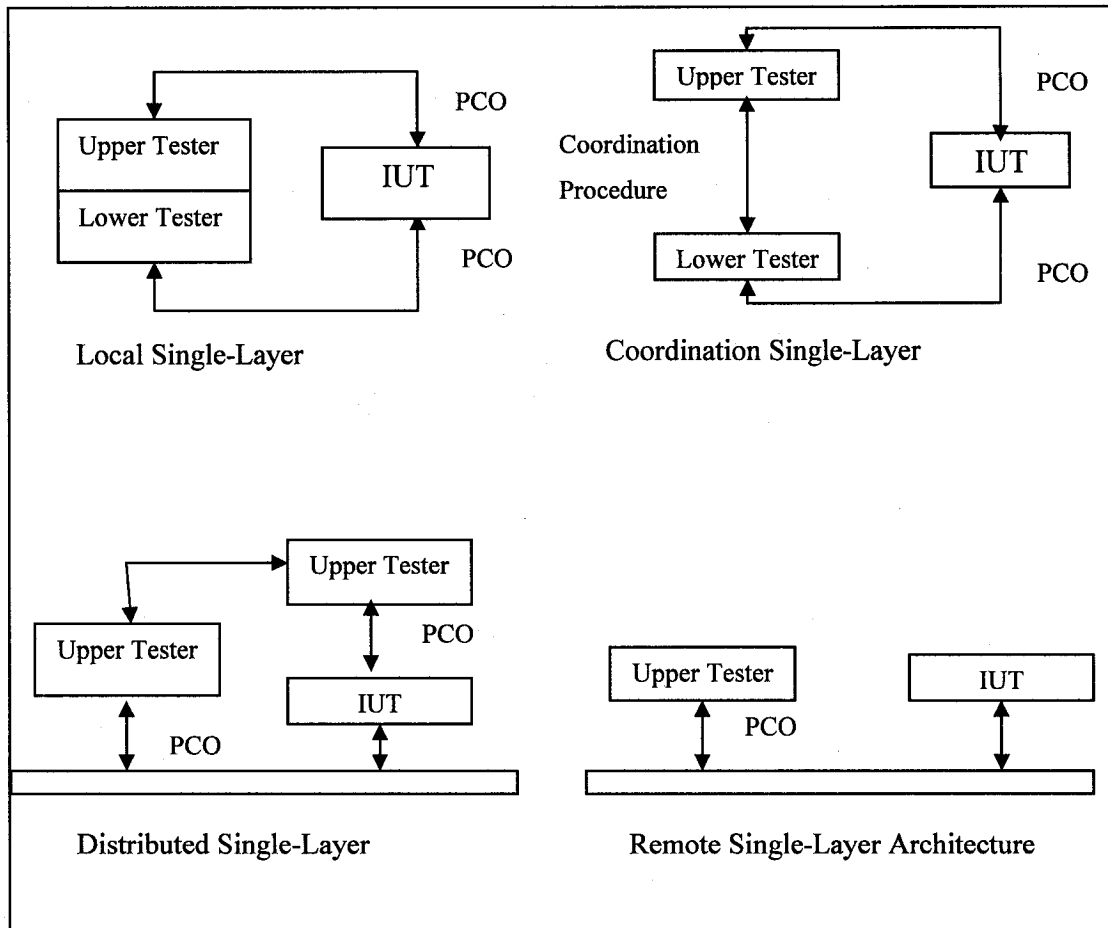 PCO
Upper Tester
Lower Tester
IUT
PCO
Local Single-Layer
Upper Tester
PCO
Coordination
Procedure
IUT
Lower Tester
PCO
Coordination Single-Layer
Upper Tester
Upper Tester
PCO
IUT
PCO
Distributed Single-Layer
Upper Tester
IUT
PCO
Remote Single-Layer Architecture